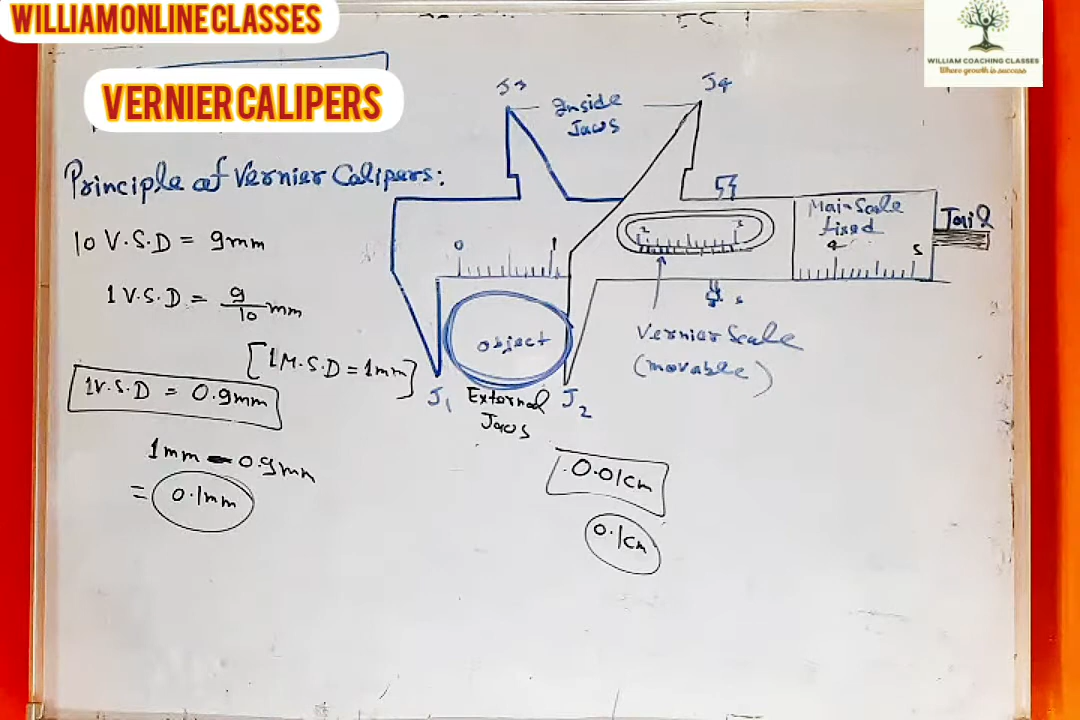 WILLIAMONLINE CLASSES
WILLIAM COACHING CLASSES
Where growth is success
VERNIER CALIPERS
J3
Inside
Jaws
J4
Principle of Vernier Calipers:
10 V.S.D = 9mm
1 V.S.D = 9/10 mm
[1 M.S.D = 1mm]
1V.S.D = 0.9mm
1mm - 0.9mm
= 0.1mm
0 1
2 3
Main Scale
fixed
4 5
Tail
s
Object
Vernier Scale
(movable)
J1
External
Jaws
J2
0.01cm
0.1cm